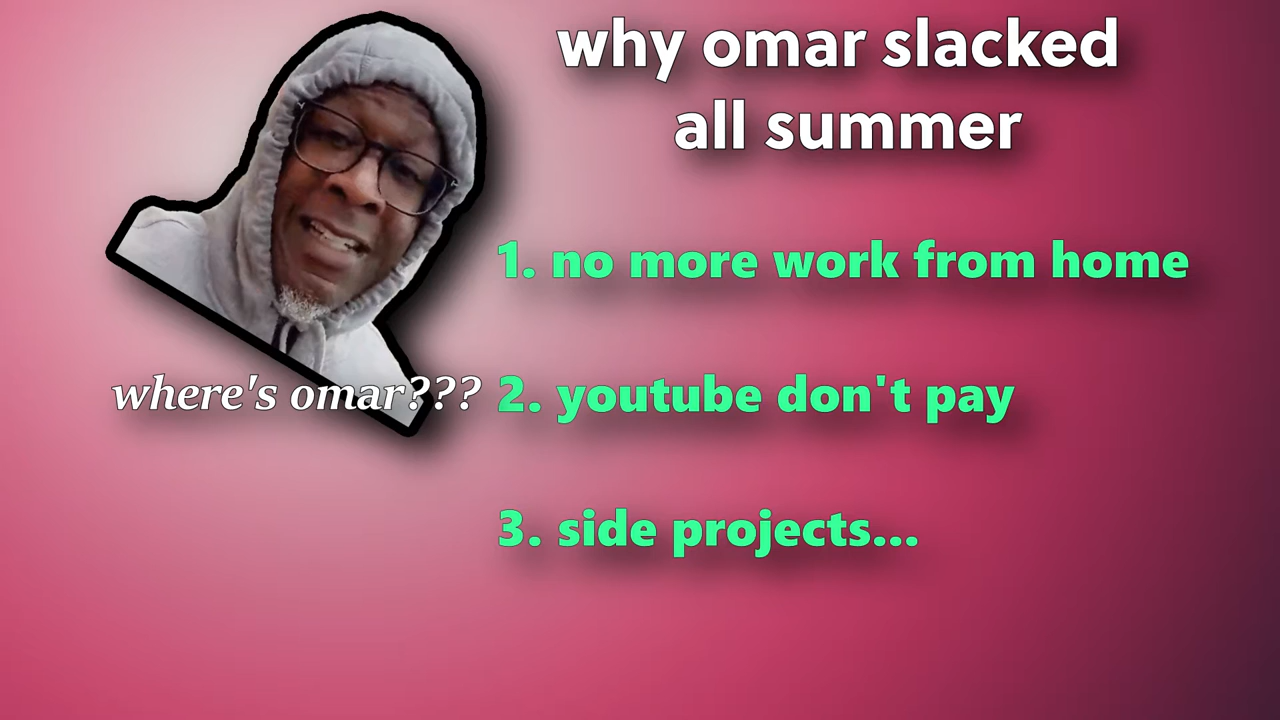 why omar slacked
all summer
1. no more work from home
where's omar???
2. youtube don't pay
3. side projects...